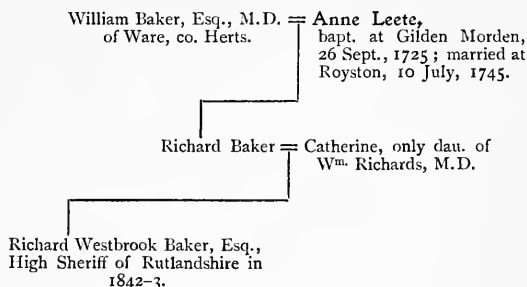 William Baker, Esq., M.D. = Anne Leete,
of Ware, co. Herts. bapt. at Gilden Morden,
26 Sept., 1725; married at
Royston, 10 July, 1745.
Richard Baker = Catherine, only dau. of
Wm. Richards, M.D.
Richard Westbrook Baker, Esq.,
High Sheriff of Rutlandshire in
1842-3.